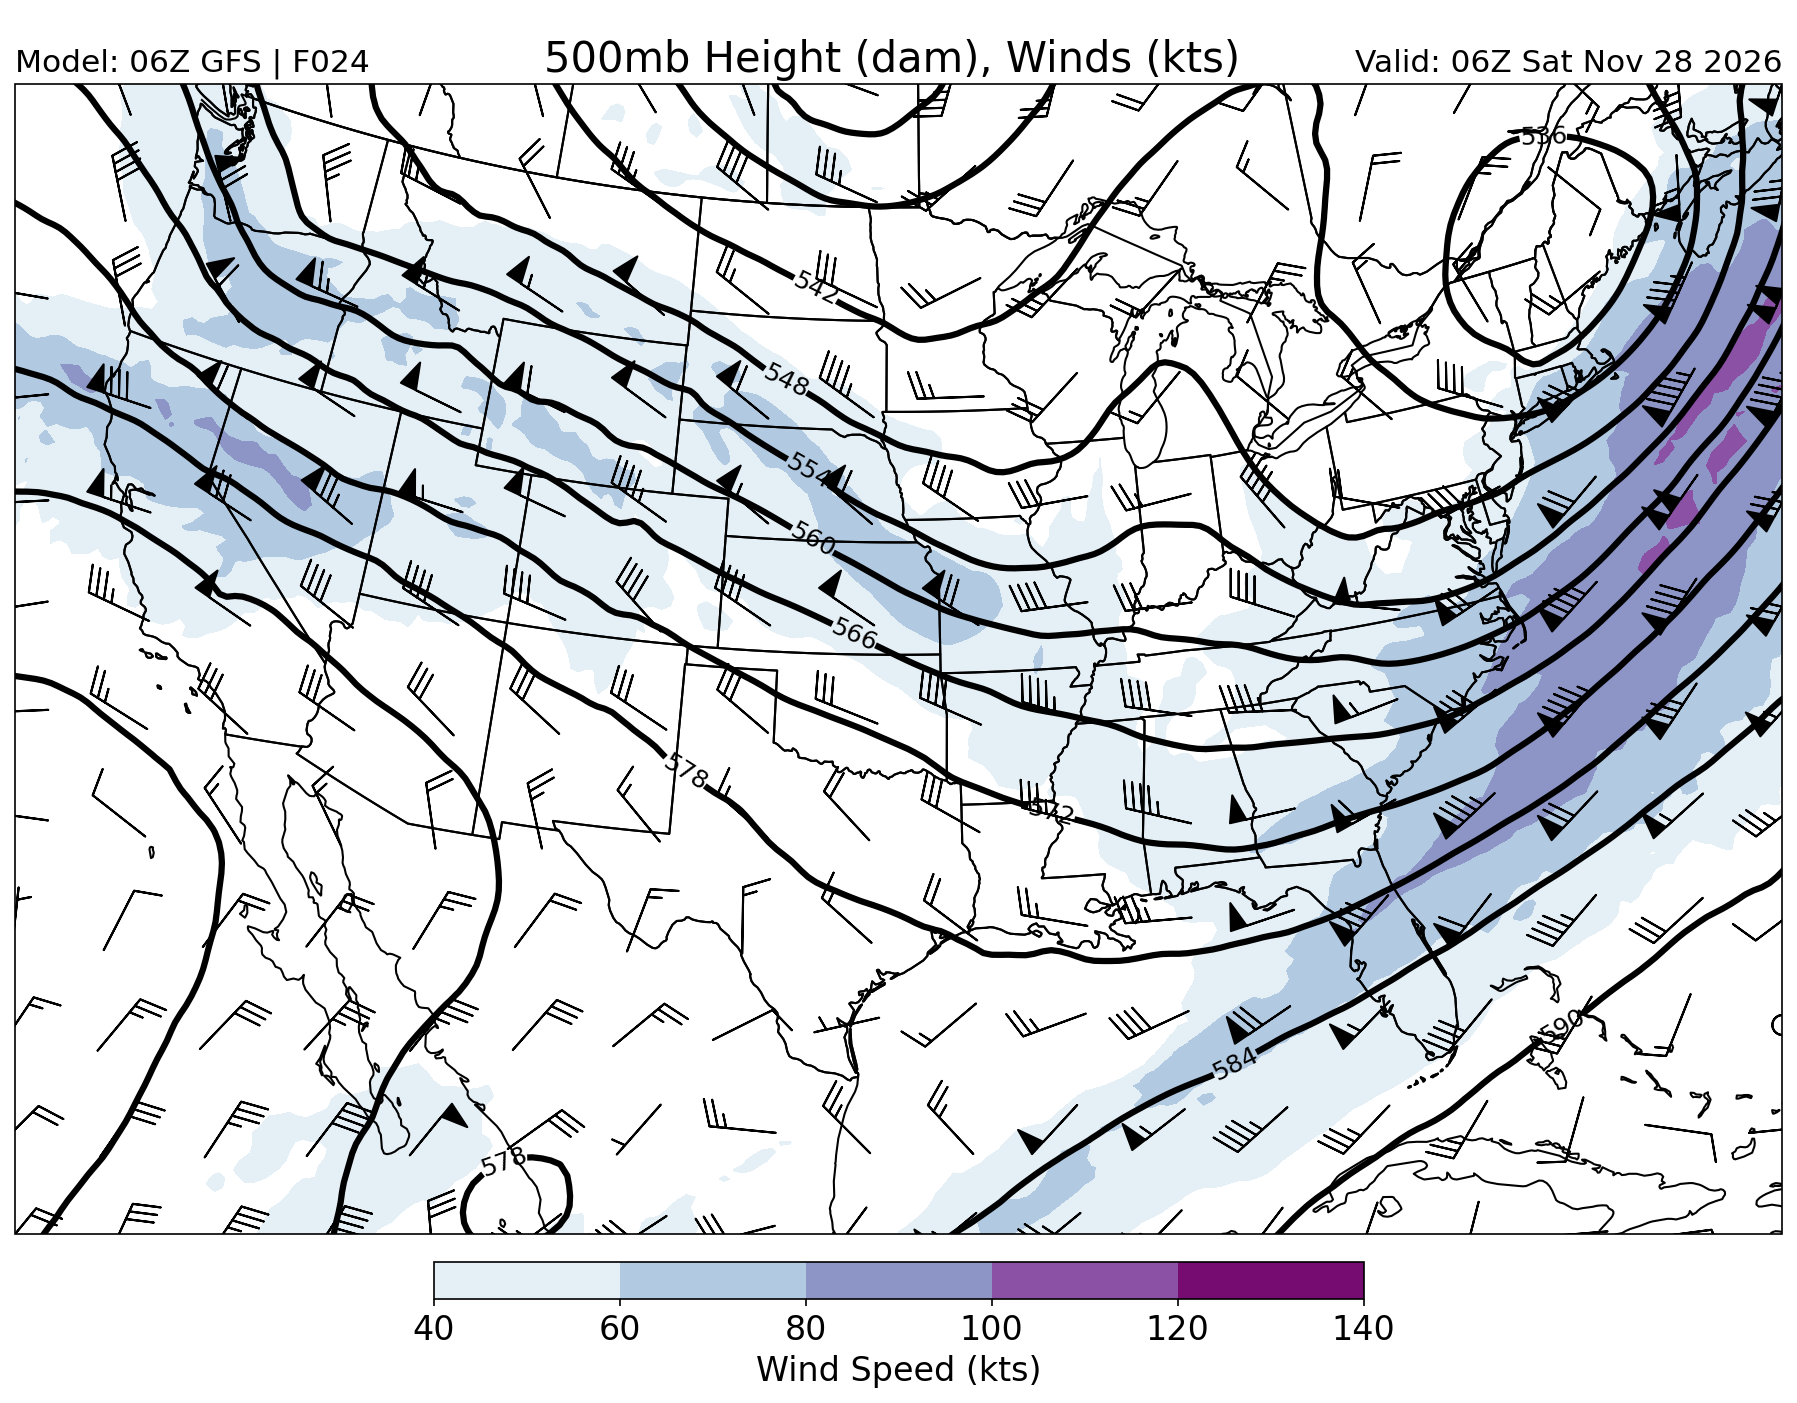 Model: 06Z GFS | F024
500mb Height (dam), Winds (kts)
Valid: 06Z Sat Nov 28 2026
536
542
548
554
560
566
578
572
590
584
578
40 60 80 100 120 140
Wind Speed (kts)